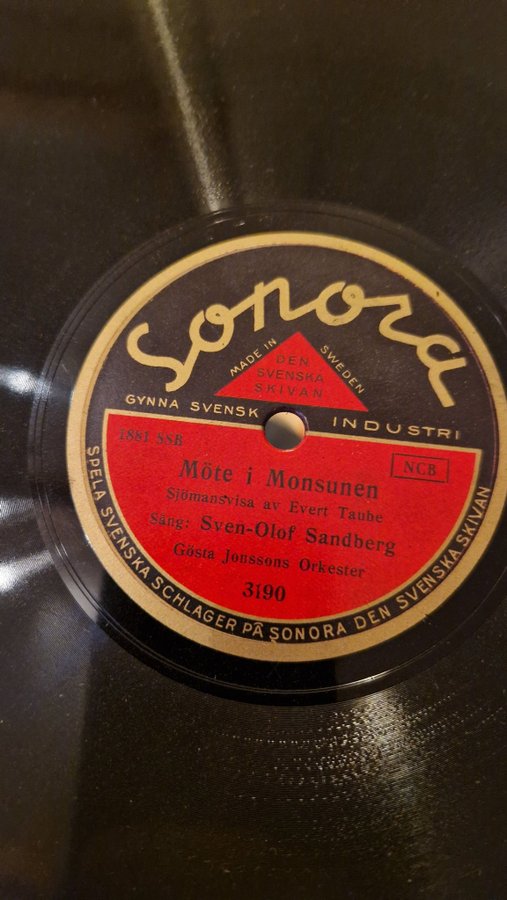 Sonora
MADE IN SWEDEN
DEN
SVENSKA
SKIVAN
GYNNA SVENSK INDUSTRI
1881 SSB
NCB
Möte i Monsunen
Sjömansvisa av Evert Taube
Sång: Sven-Olof Sandberg
Gösta Jonssons Orkester
3190
SPELA SVENSKA SCHLAGER PÅ SONORA DEN SVENSKA SKIVAN